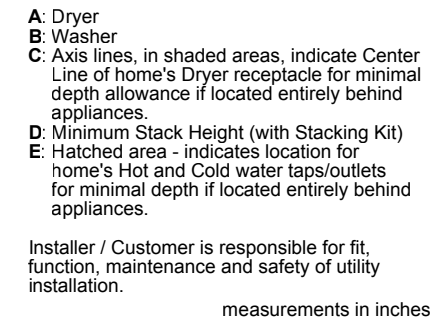 A: Dryer
B: Washer
C: Axis lines, in shaded areas, indicate Center
Line of home's Dryer receptacle for minimal
depth allowance if located entirely behind
appliances.
D: Minimum Stack Height (with Stacking Kit)
E: Hatched area - indicates location for
home's Hot and Cold water taps/outlets
for minimal depth if located entirely behind
appliances.
Installer / Customer is responsible for fit,
function, maintenance and safety of utility
installation.
measurements in inches